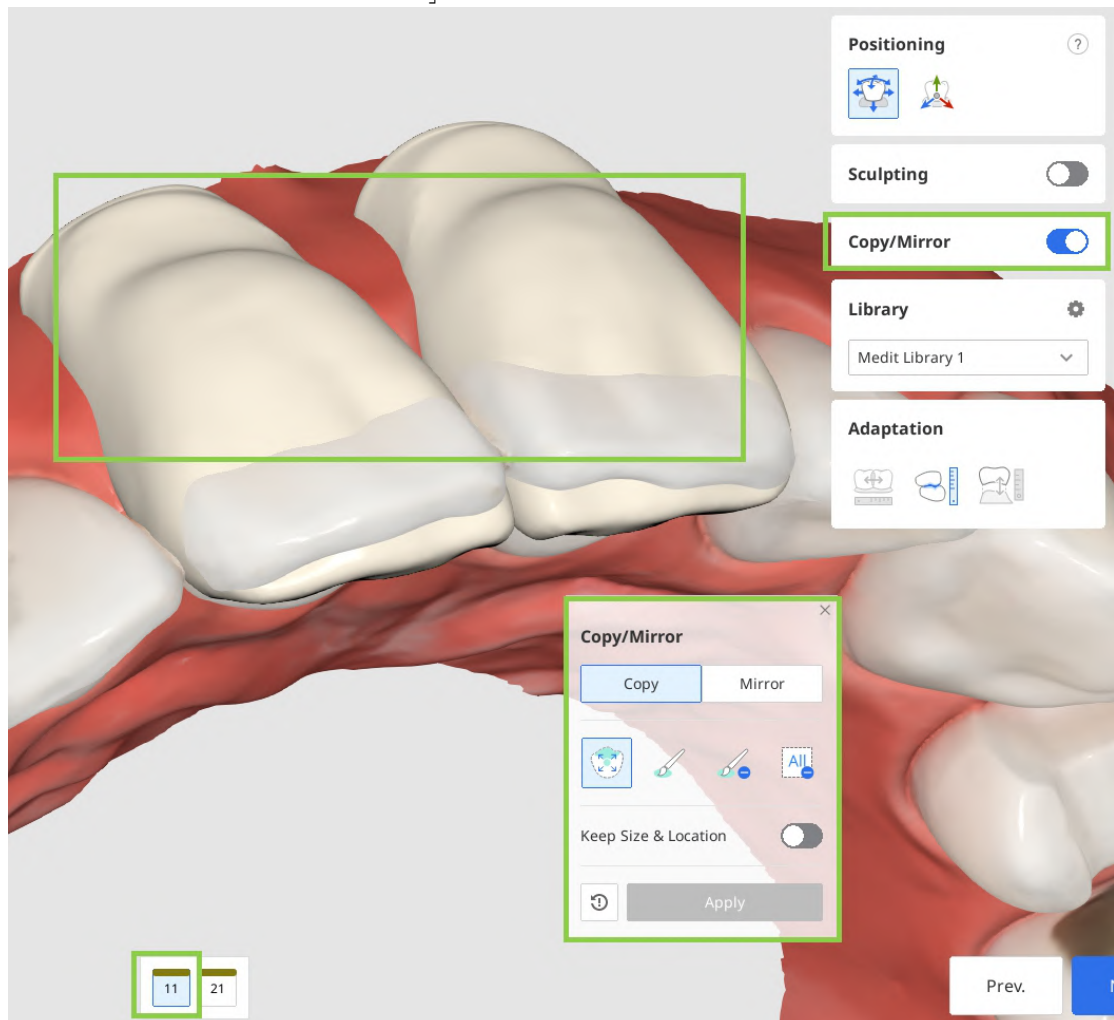 Positioning
?
Sculpting
Copy/Mirror
Library
Medit Library 1
Adaptation
Copy/Mirror
Copy Mirror
All
Keep Size & Location
Apply
11 21
Prev.